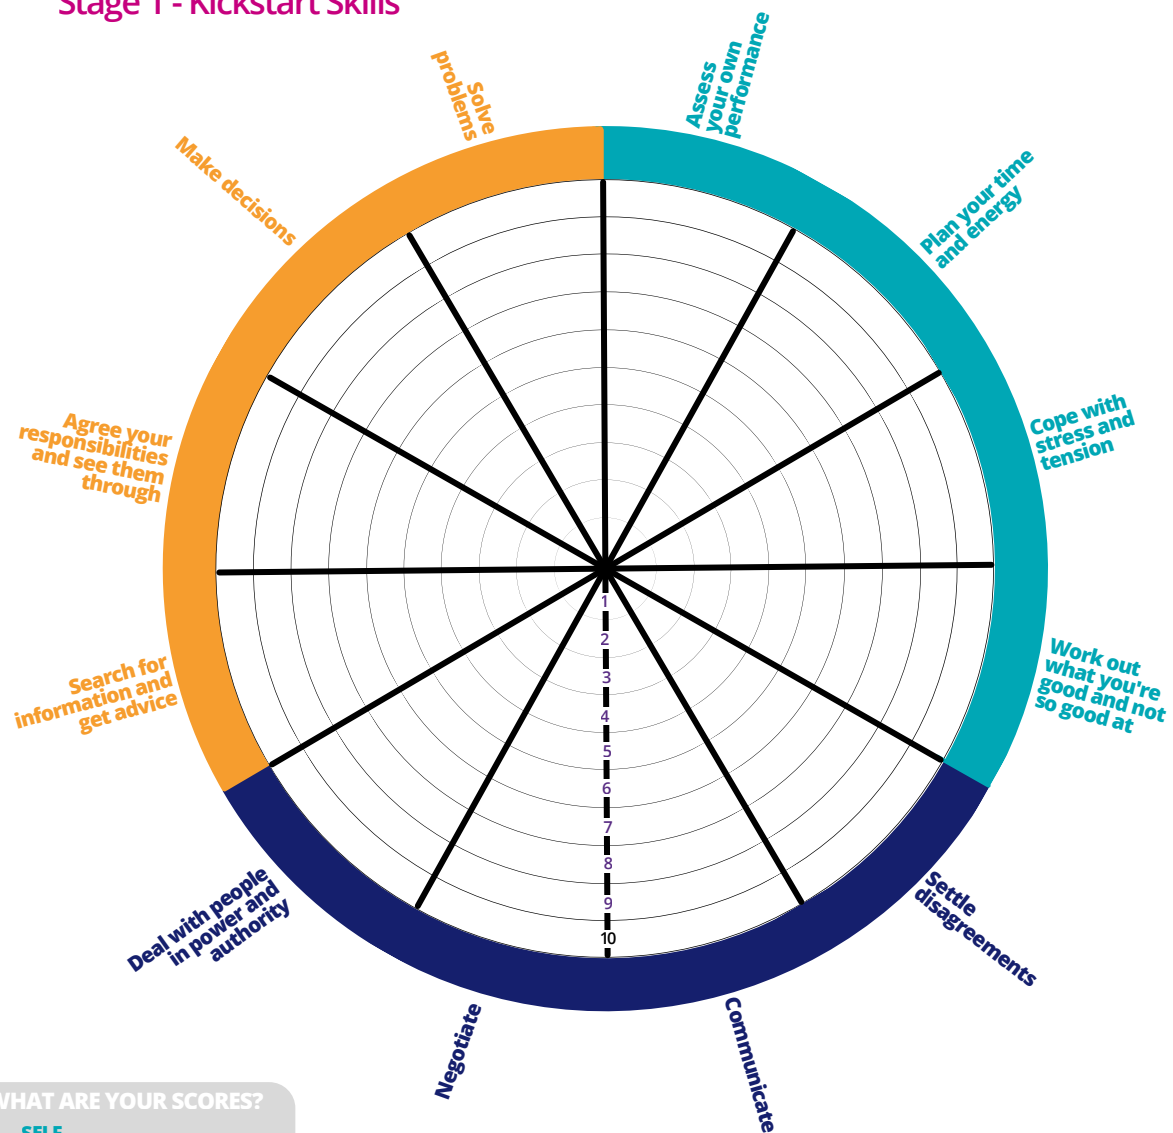 Stage 1 - Kickstart Skills
Solve
problems
Assess
your own
performance
Make decisions
Plan your time
and energy
Agree your
responsibilities
and see them
through
Cope with
stress and
tension
Search for
information and
get advice
Work out
what you're
good and not
so good at
1
2
3
4
5
6
7
8
9
10
Deal with people
in power and
authority
Settle
disagreements
Negotiate
Communicate
WHAT ARE YOUR SCORES?
SELF